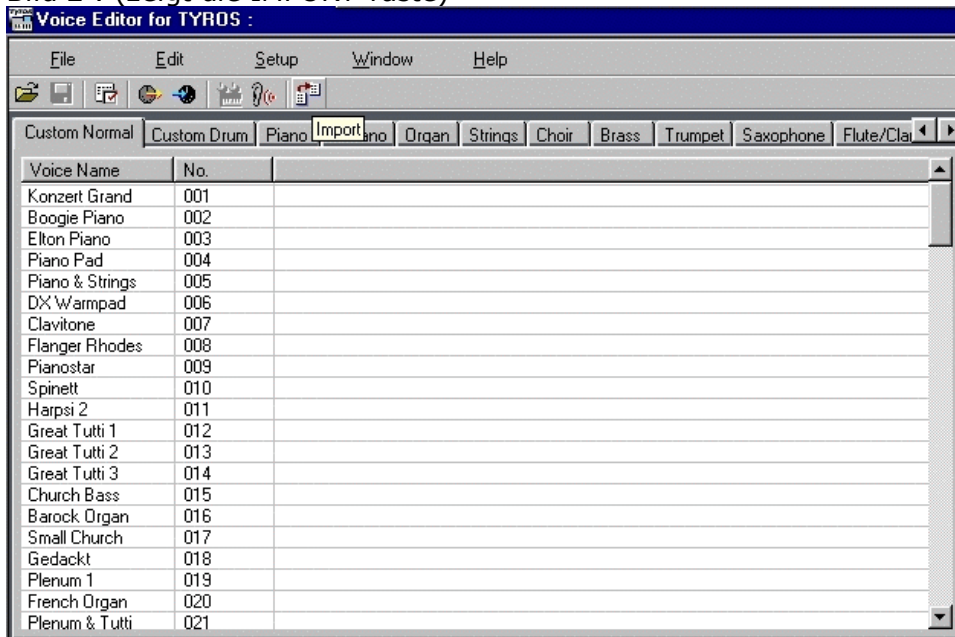 Voice Editor for TYROS :
File Edit Setup Window Help
Custom Normal Custom Drum Piano Import Organ Strings Choir Brass Trumpet Saxophone
Voice Name No.
Konzert Grand 001
Boogie Piano 002
Elton Piano 003
Piano Pad 004
Piano & Strings 005
DX Warmpad 006
Clavitone 007
Flanger Rhodes 008
Pianostar 009
Spinett 010
Harpsi 2 011
Great Tutti 1 012
Great Tutti 2 013
Great Tutti 3 014
Church Bass 015
Barock Organ 016
Small Church 017
Gedackt 018
Plenum 1 019
French Organ 020
Plenum & Tutti 021